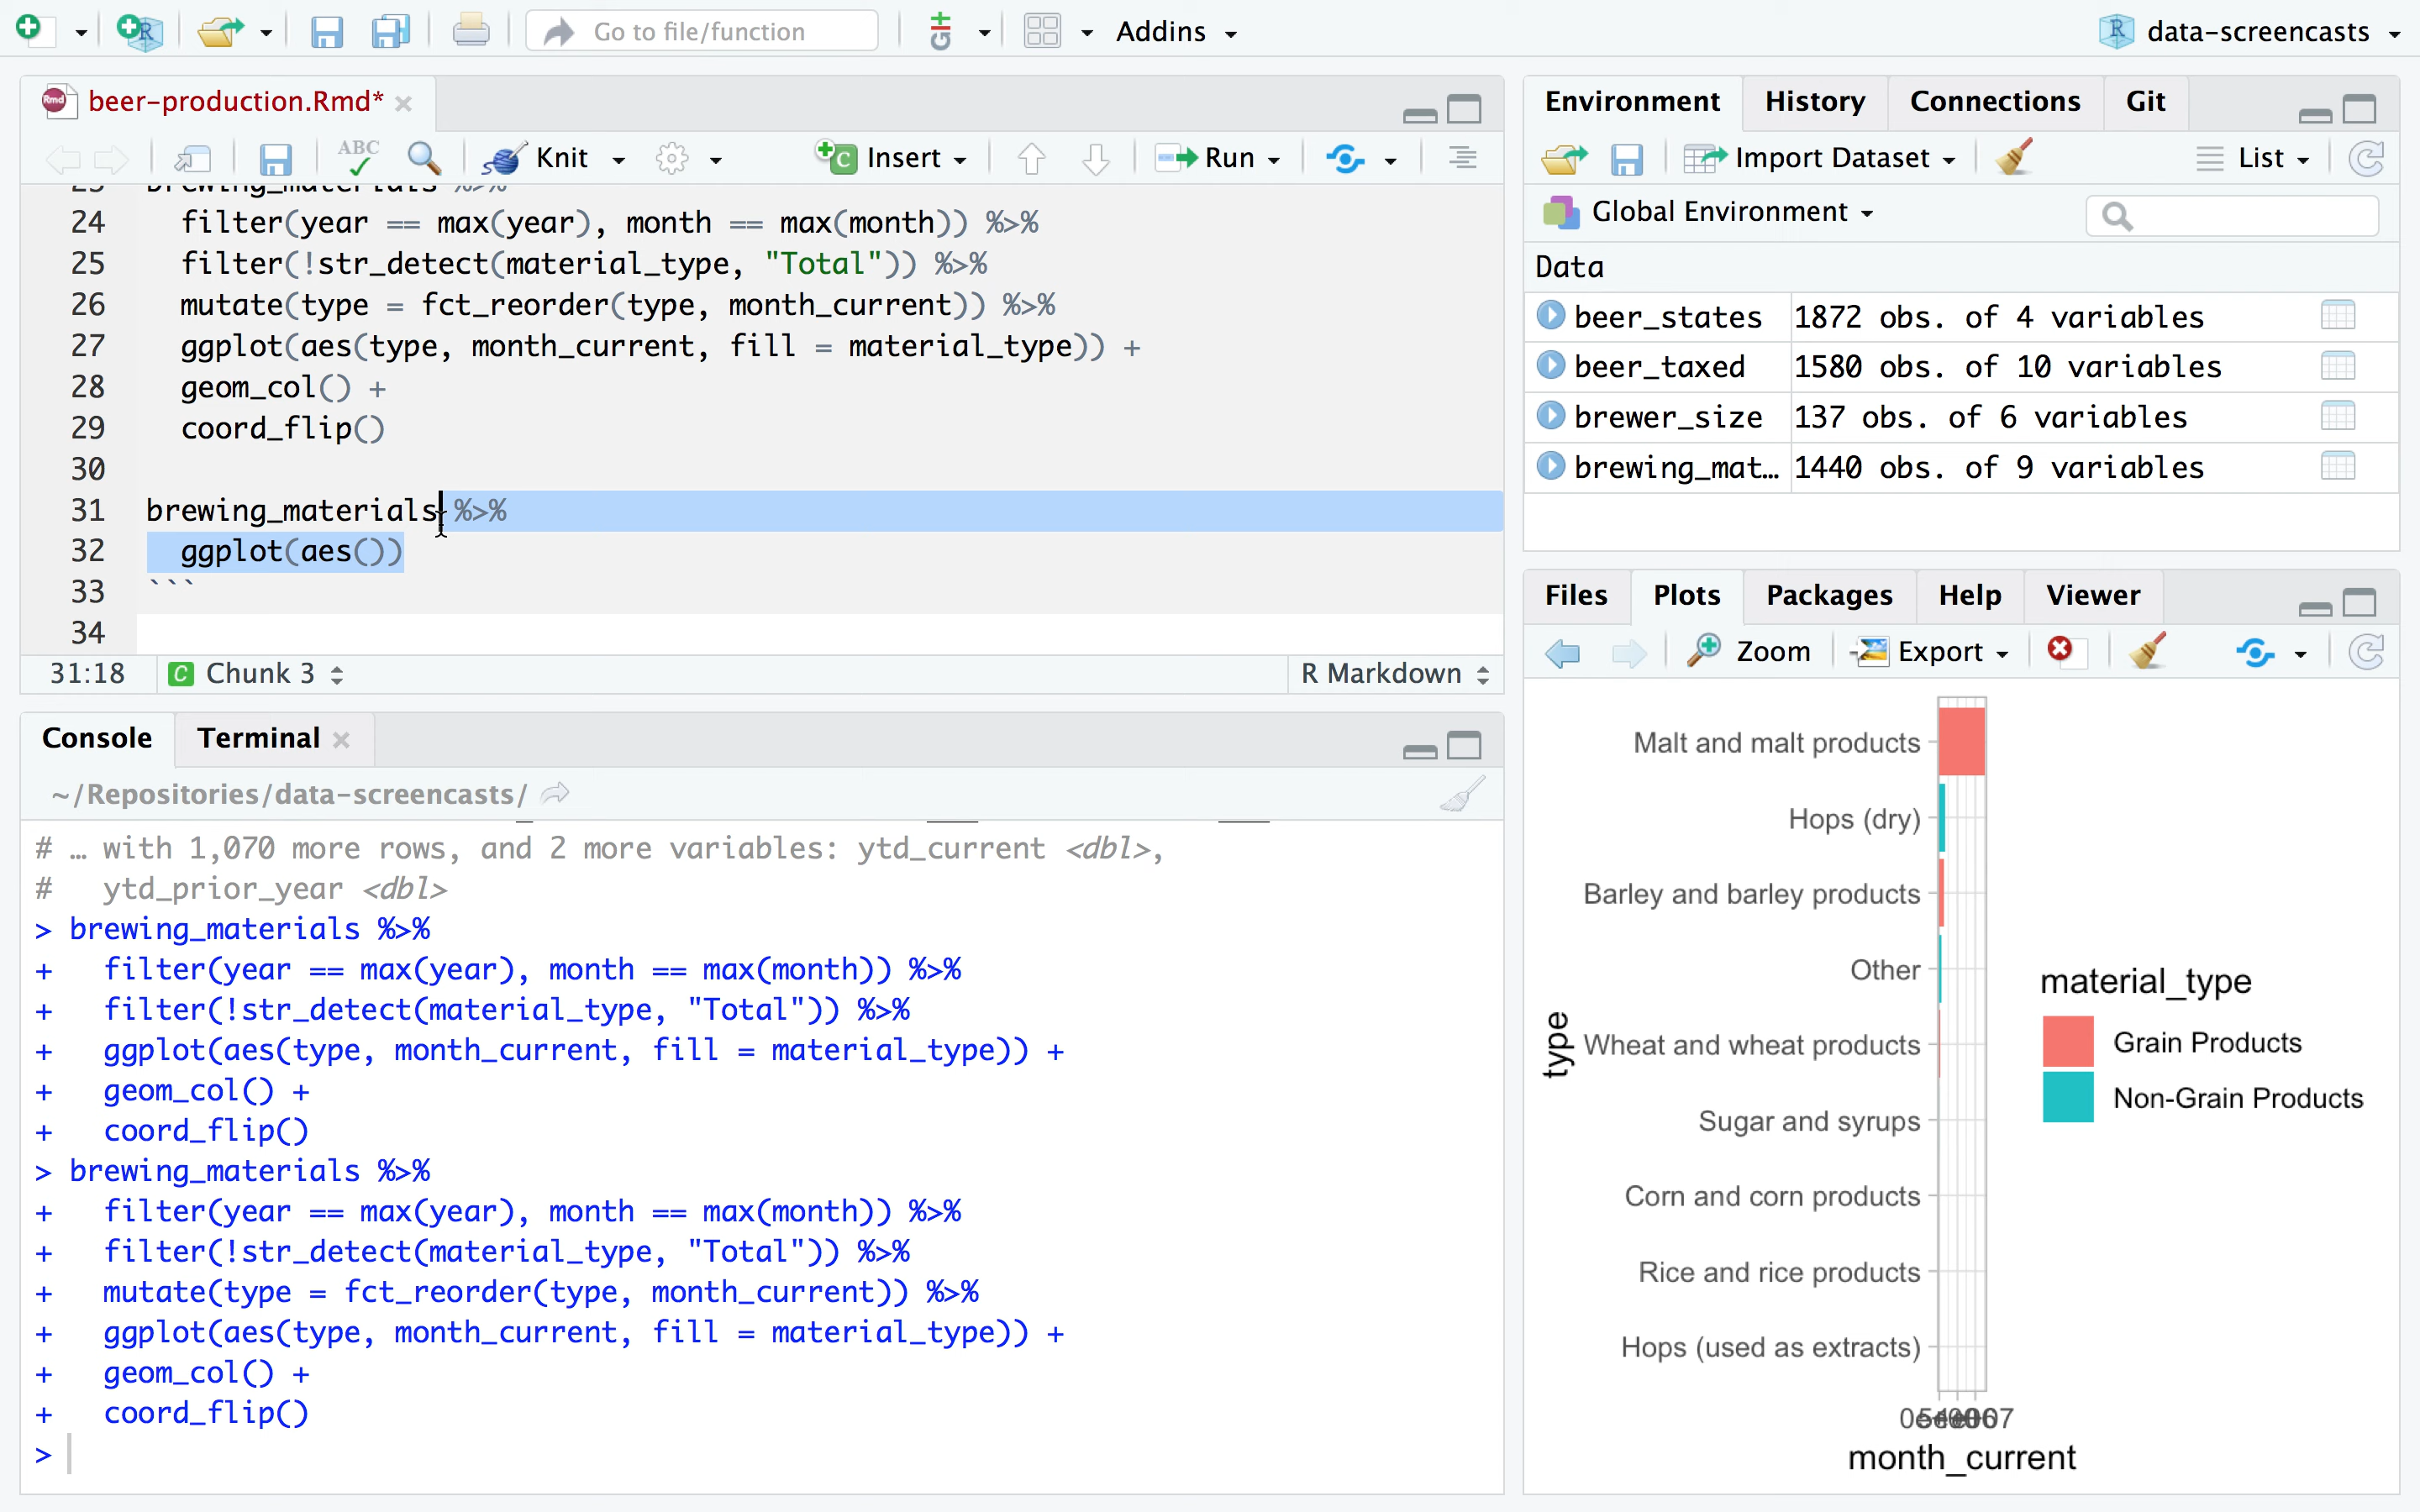 Go to file/function
Addins
data-screencasts
beer-production.Rmd*
ABC
Knit
Insert
Run
23 brewing_materials %>%
24 filter(year == max(year), month == max(month)) %>%
25 filter(!str_detect(material_type, "Total")) %>%
26 mutate(type = fct_reorder(type, month_current)) %>%
27 ggplot(aes(type, month_current, fill = material_type)) +
28 geom_col() +
29 coord_flip()
30
31 brewing_materials %>%
32 ggplot(aes())
33 ```
34
31:18 Chunk 3 R Markdown
Console Terminal
~/Repositories/data-screencasts/
# … with 1,070 more rows, and 2 more variables: ytd_current <dbl>,
# ytd_prior_year <dbl>
> brewing_materials %>%
+ filter(year == max(year), month == max(month)) %>%
+ filter(!str_detect(material_type, "Total")) %>%
+ ggplot(aes(type, month_current, fill = material_type)) +
+ geom_col() +
+ coord_flip()
> brewing_materials %>%
+ filter(year == max(year), month == max(month)) %>%
+ filter(!str_detect(material_type, "Total")) %>%
+ mutate(type = fct_reorder(type, month_current)) %>%
+ ggplot(aes(type, month_current, fill = material_type)) +
+ geom_col() +
+ coord_flip()
>
Environment History Connections Git
Import Dataset List
Global Environment
Data
beer_states 1872 obs. of 4 variables
beer_taxed 1580 obs. of 10 variables
brewer_size 137 obs. of 6 variables
brewing_mat… 1440 obs. of 9 variables
Files Plots Packages Help Viewer
Zoom Export
Malt and malt products
Hops (dry)
Barley and barley products
Other
Wheat and wheat products
Sugar and syrups
Corn and corn products
Rice and rice products
Hops (used as extracts)
type
month_current
material_type
Grain Products
Non-Grain Products